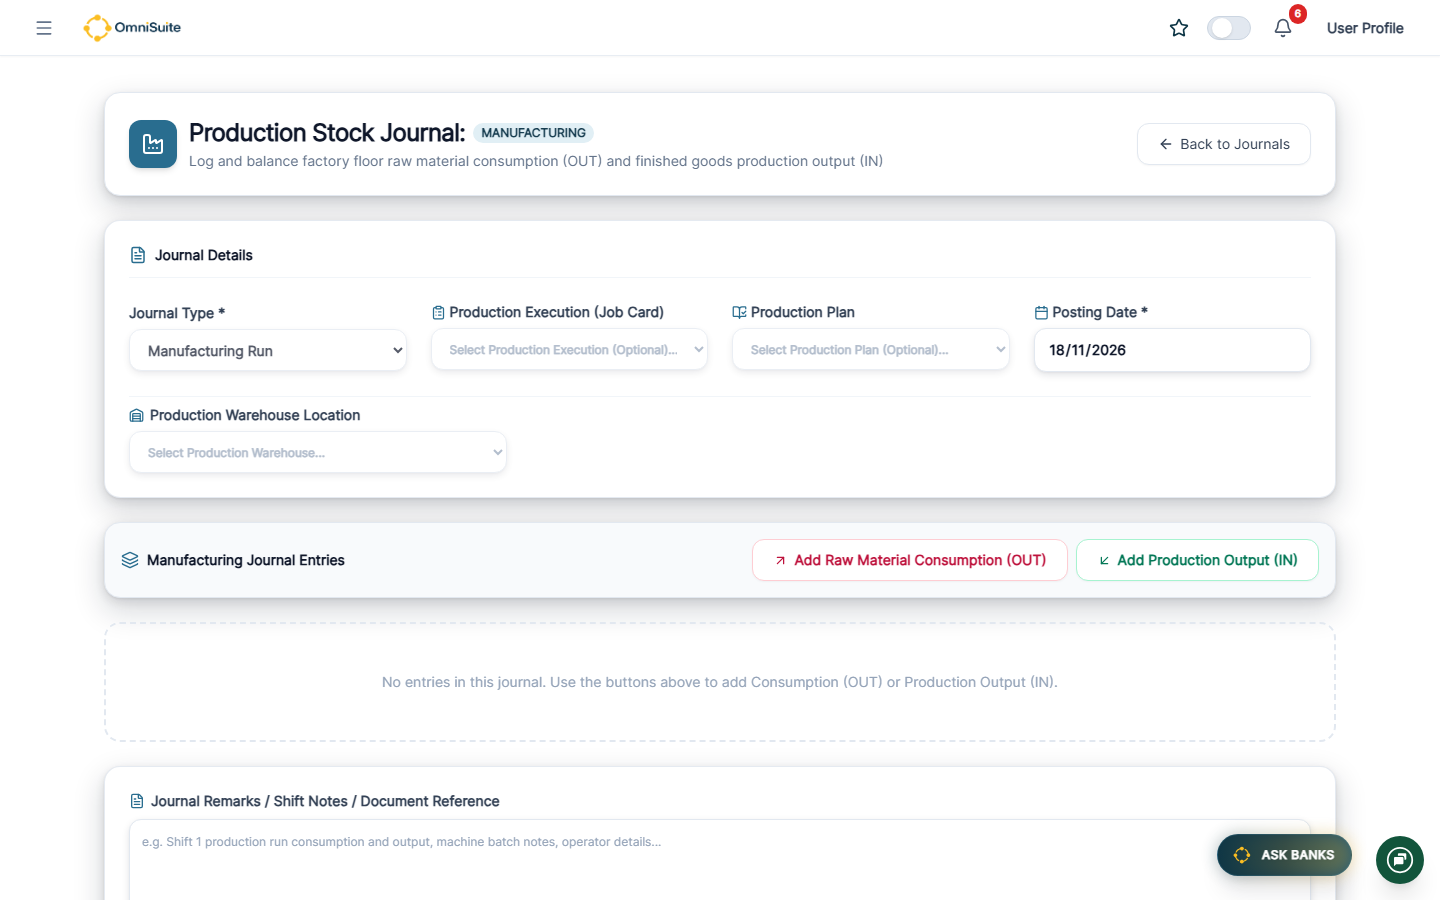 OmniSuite
6
User Profile
Production Stock Journal: MANUFACTURING
Log and balance factory floor raw material consumption (OUT) and finished goods production output (IN)
Back to Journals
Journal Details
Journal Type *
Production Execution (Job Card)
Production Plan
Posting Date *
Manufacturing Run
Select Production Execution (Optional)...
Select Production Plan (Optional)...
18/11/2026
Production Warehouse Location
Select Production Warehouse...
Manufacturing Journal Entries
Add Raw Material Consumption (OUT)
Add Production Output (IN)
No entries in this journal. Use the buttons above to add Consumption (OUT) or Production Output (IN).
Journal Remarks / Shift Notes / Document Reference
e.g. Shift 1 production run consumption and output, machine batch notes, operator details...
ASK BANKS